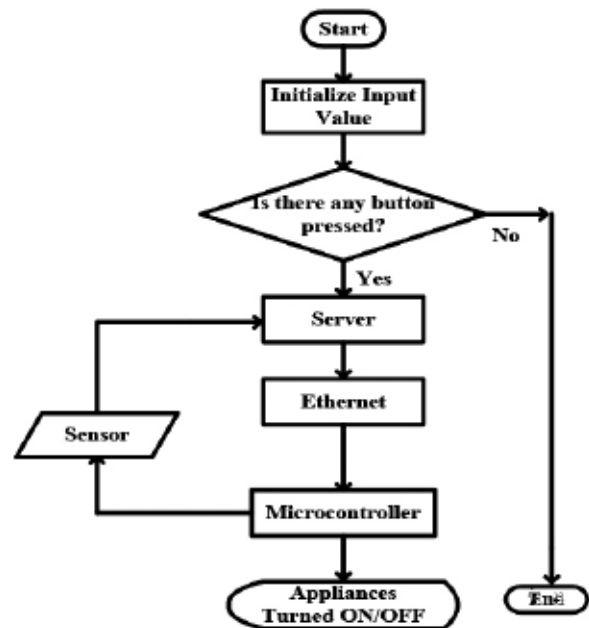 Start
Initialize Input
Value
Is there any button
pressed?
No
Yes
Server
Ethernet
Sensor
Microcontroller
Appliances
Turned ON/OFF
End